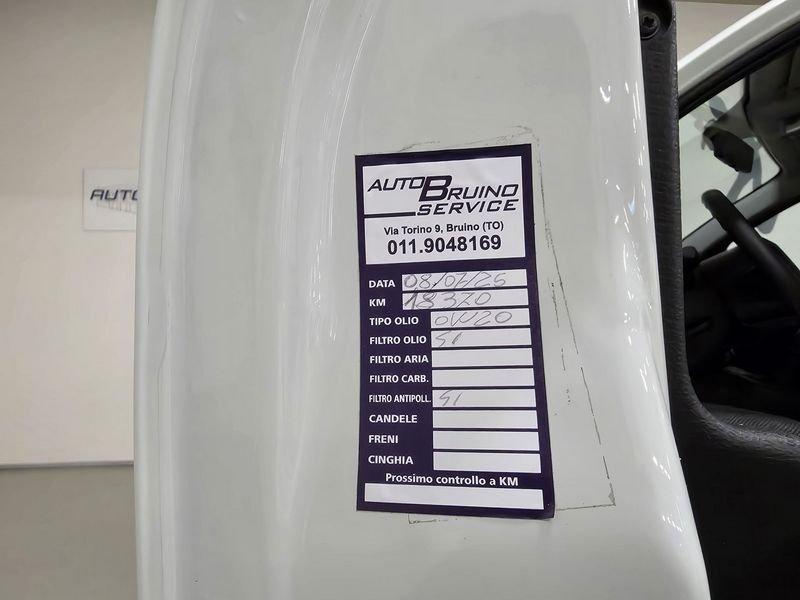 AUTO
AUTO BRUINO
SERVICE
Via Torino 9, Bruino (TO)
011.9048169
DATA 08/07/25
KM 18370
TIPO OLIO 0W20
FILTRO OLIO SI
FILTRO ARIA
FILTRO CARB.
FILTRO ANTIPOLL. SI
CANDELE
FRENI
CINGHIA
Prossimo controllo a KM